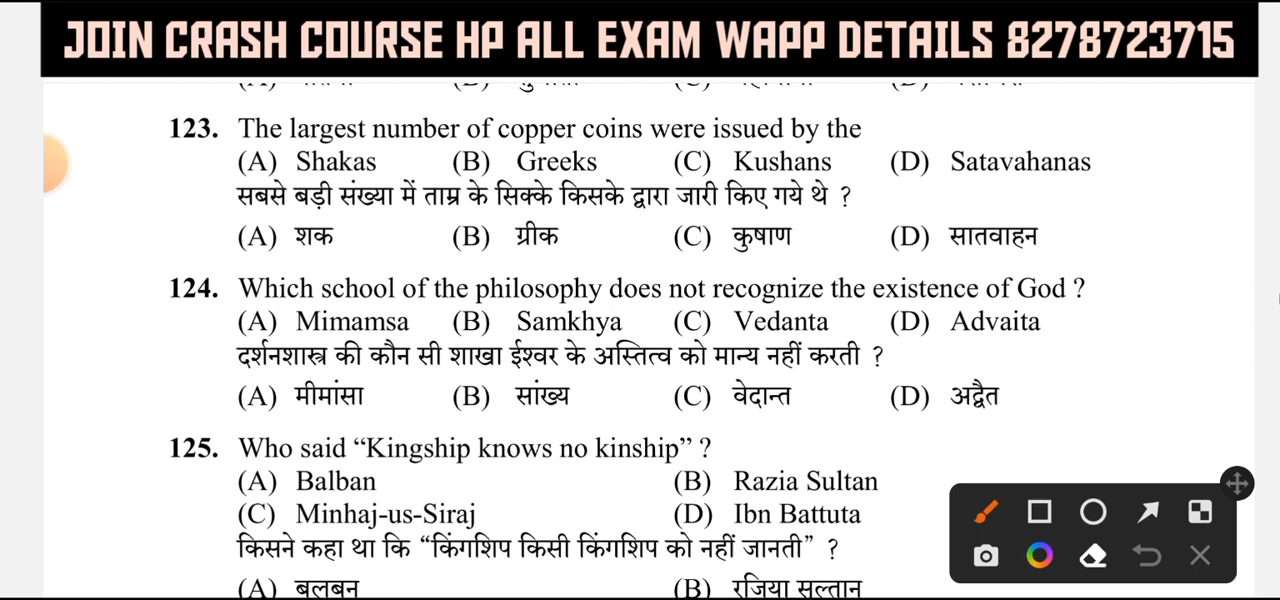 JOIN CRASH COURSE HP ALL EXAM WAPP DETAILS 8278723715
123. The largest number of copper coins were issued by the
(A) Shakas (B) Greeks (C) Kushans (D) Satavahanas
सबसे बड़ी संख्या में ताम्र के सिक्के किसके द्वारा जारी किए गये थे ?
(A) शक (B) ग्रीक (C) कुषाण (D) सातवाहन
124. Which school of the philosophy does not recognize the existence of God ?
(A) Mimamsa (B) Samkhya (C) Vedanta (D) Advaita
दर्शनशास्त्र की कौन सी शाखा ईश्वर के अस्तित्व को मान्य नहीं करती ?
(A) मीमांसा (B) सांख्य (C) वेदान्त (D) अद्वैत
125. Who said “Kingship knows no kinship” ?
(A) Balban (B) Razia Sultan
(C) Minhaj-us-Siraj (D) Ibn Battuta
किसने कहा था कि “किंगशिप किसी किंगशिप को नहीं जानती” ?
(A) बलबन (B) रजिया सुल्तान